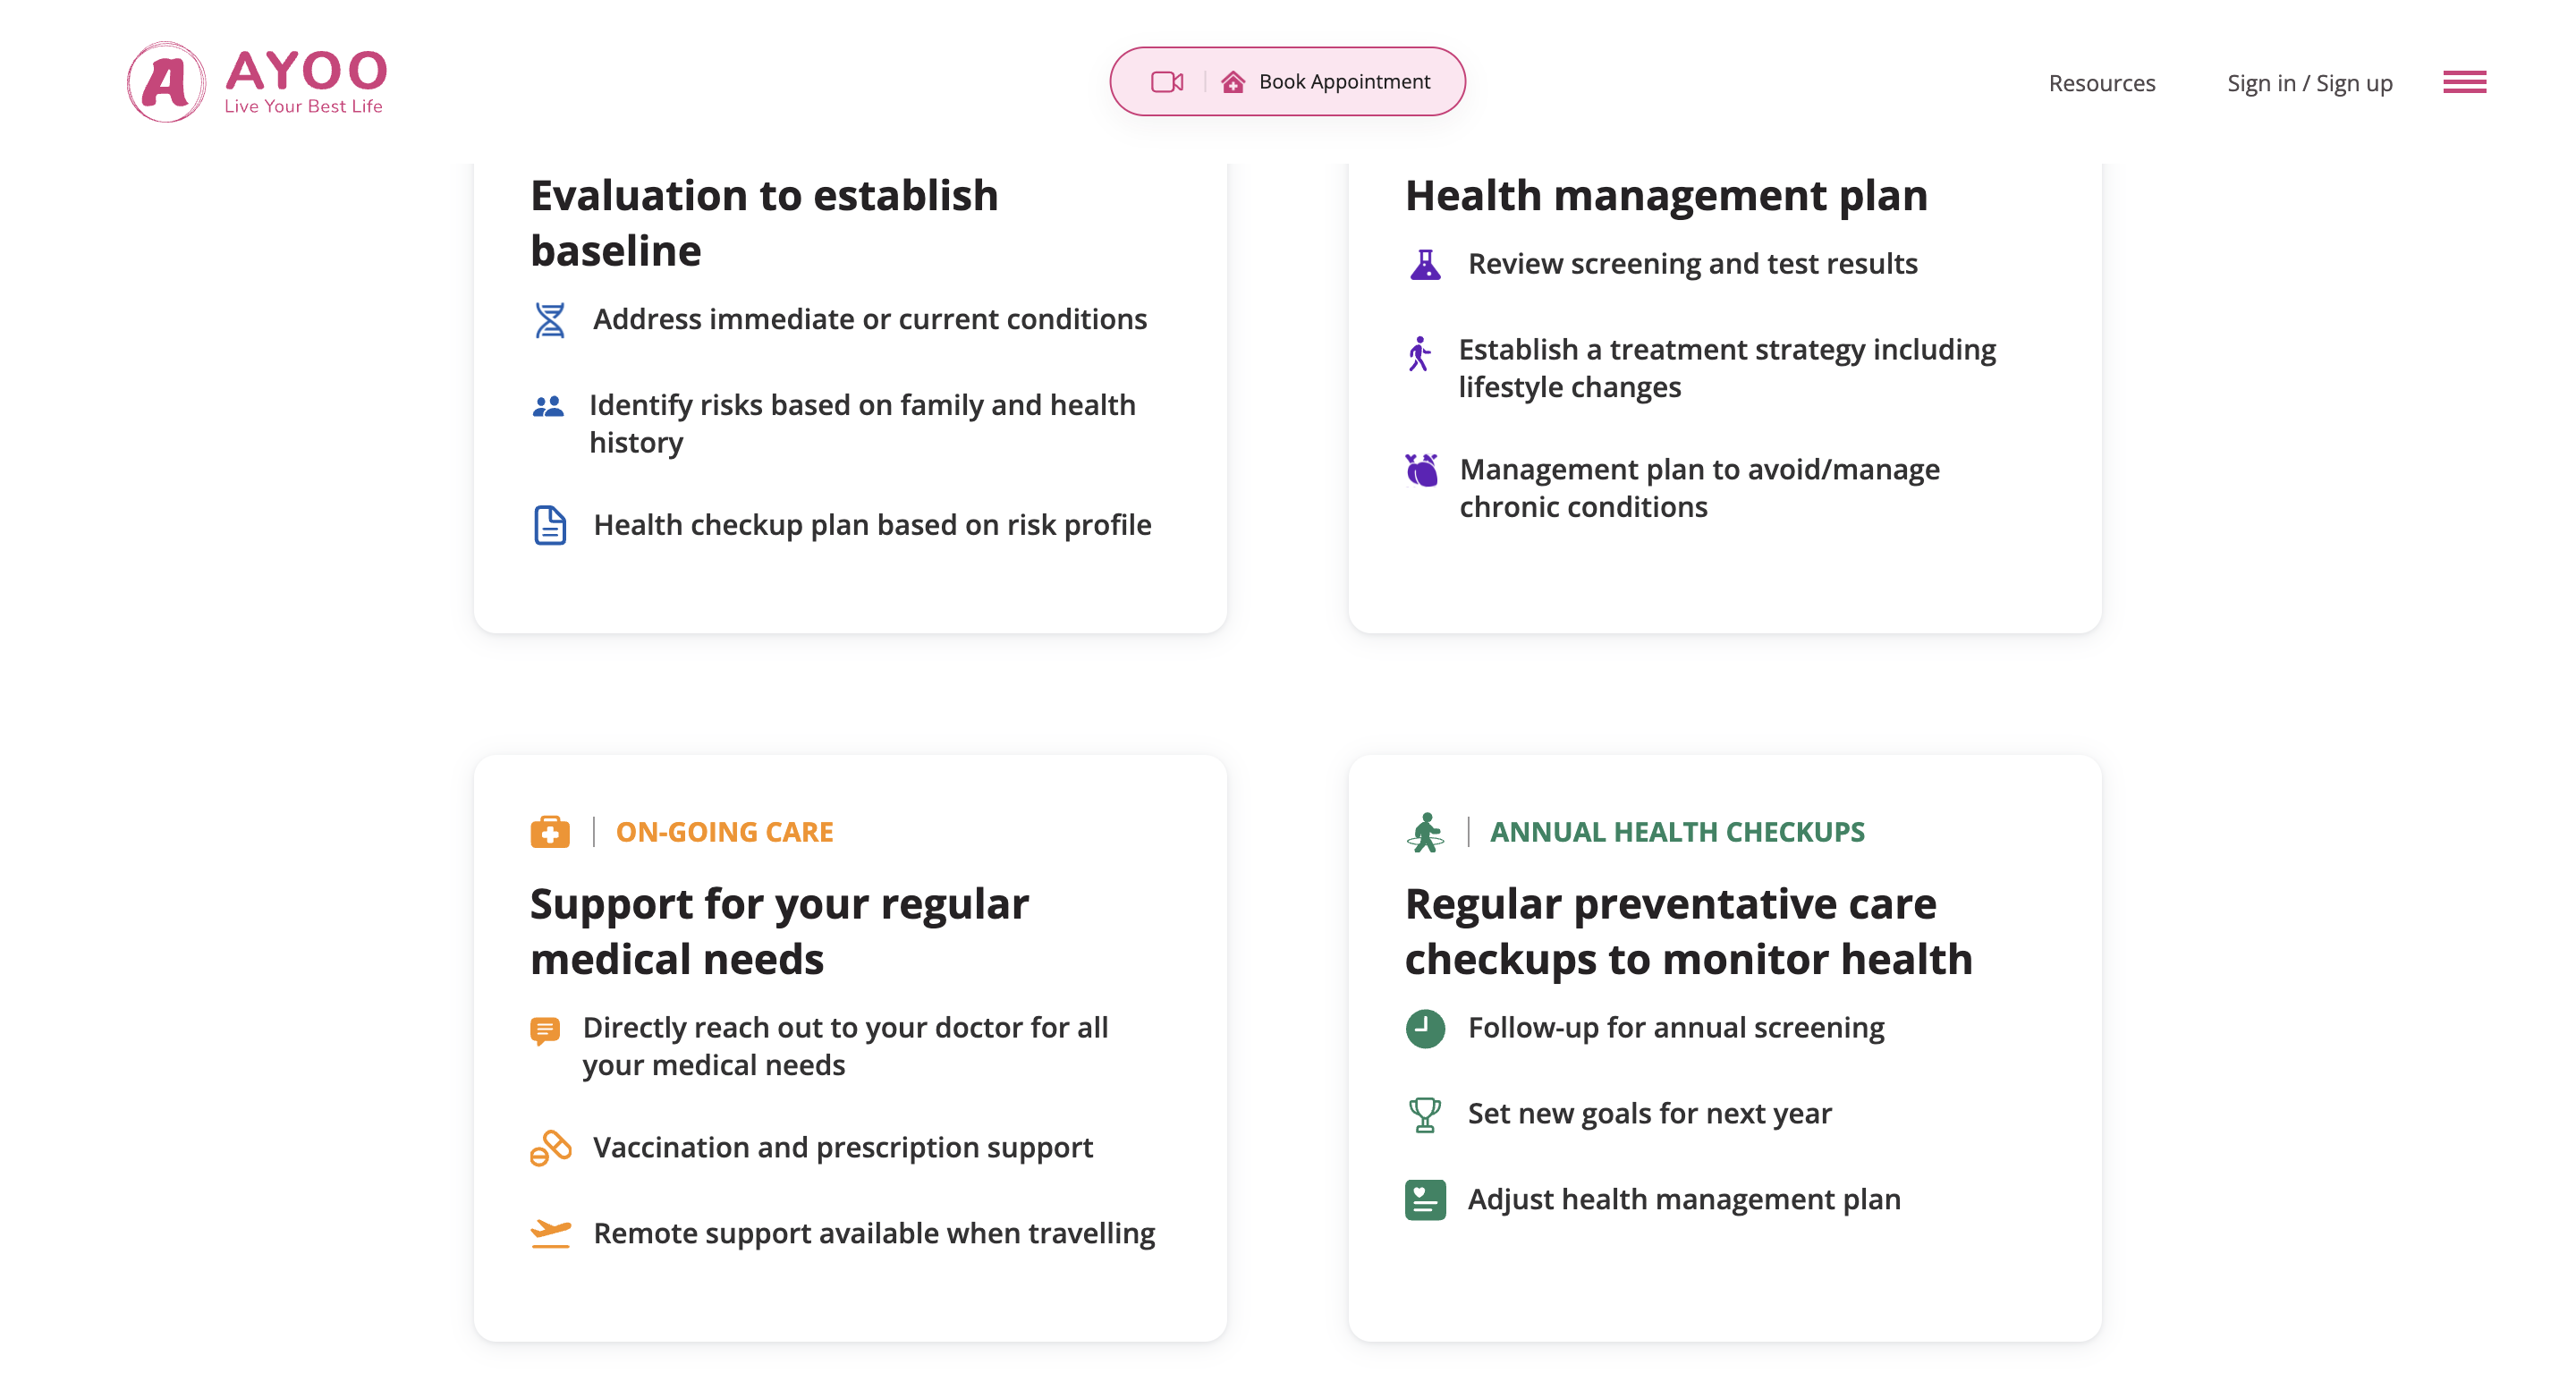 A AYOO
Live Your Best Life
Book Appointment
Resources
Sign in / Sign up
Evaluation to establish
baseline
Address immediate or current conditions
Identify risks based on family and health
history
Health checkup plan based on risk profile
Health management plan
Review screening and test results
Establish a treatment strategy including
lifestyle changes
Management plan to avoid/manage
chronic conditions
ON-GOING CARE
Support for your regular
medical needs
Directly reach out to your doctor for all
your medical needs
Vaccination and prescription support
Remote support available when travelling
ANNUAL HEALTH CHECKUPS
Regular preventative care
checkups to monitor health
Follow-up for annual screening
Set new goals for next year
Adjust health management plan